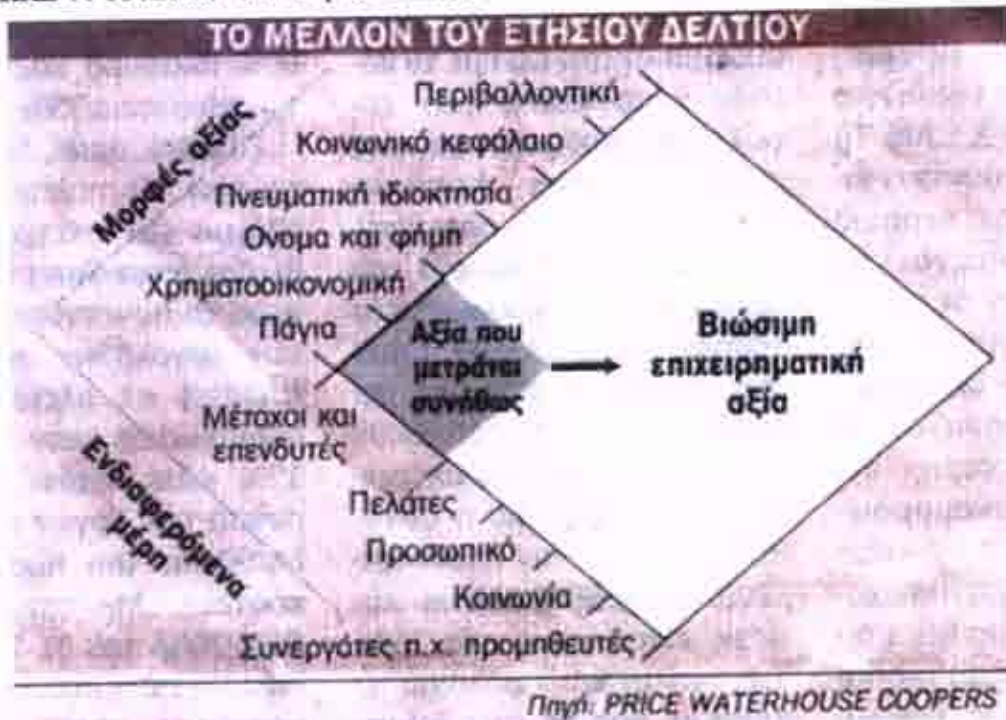 ΤΟ ΜΕΛΛΟΝ ΤΟΥ ΕΤΗΣΙΟΥ ΔΕΛΤΙΟΥ
Μορφές αξίας
Περιβαλλοντική
Κοινωνικό κεφάλαιο
Πνευματική ιδιοκτησία
Ονομα και φήμη
Χρηματοοικονομική
Πάγια
Αξία που
μετράται
συνήθως
Βιώσιμη
επιχειρηματική
αξία
Μέτοχοι και
επενδυτές
Πελάτες
Προσωπικό
Κοινωνία
Συνεργάτες π.χ. προμηθευτές
Ενδιαφερόμενα
μέρη
Πηγή: PRICE WATERHOUSE COOPERS